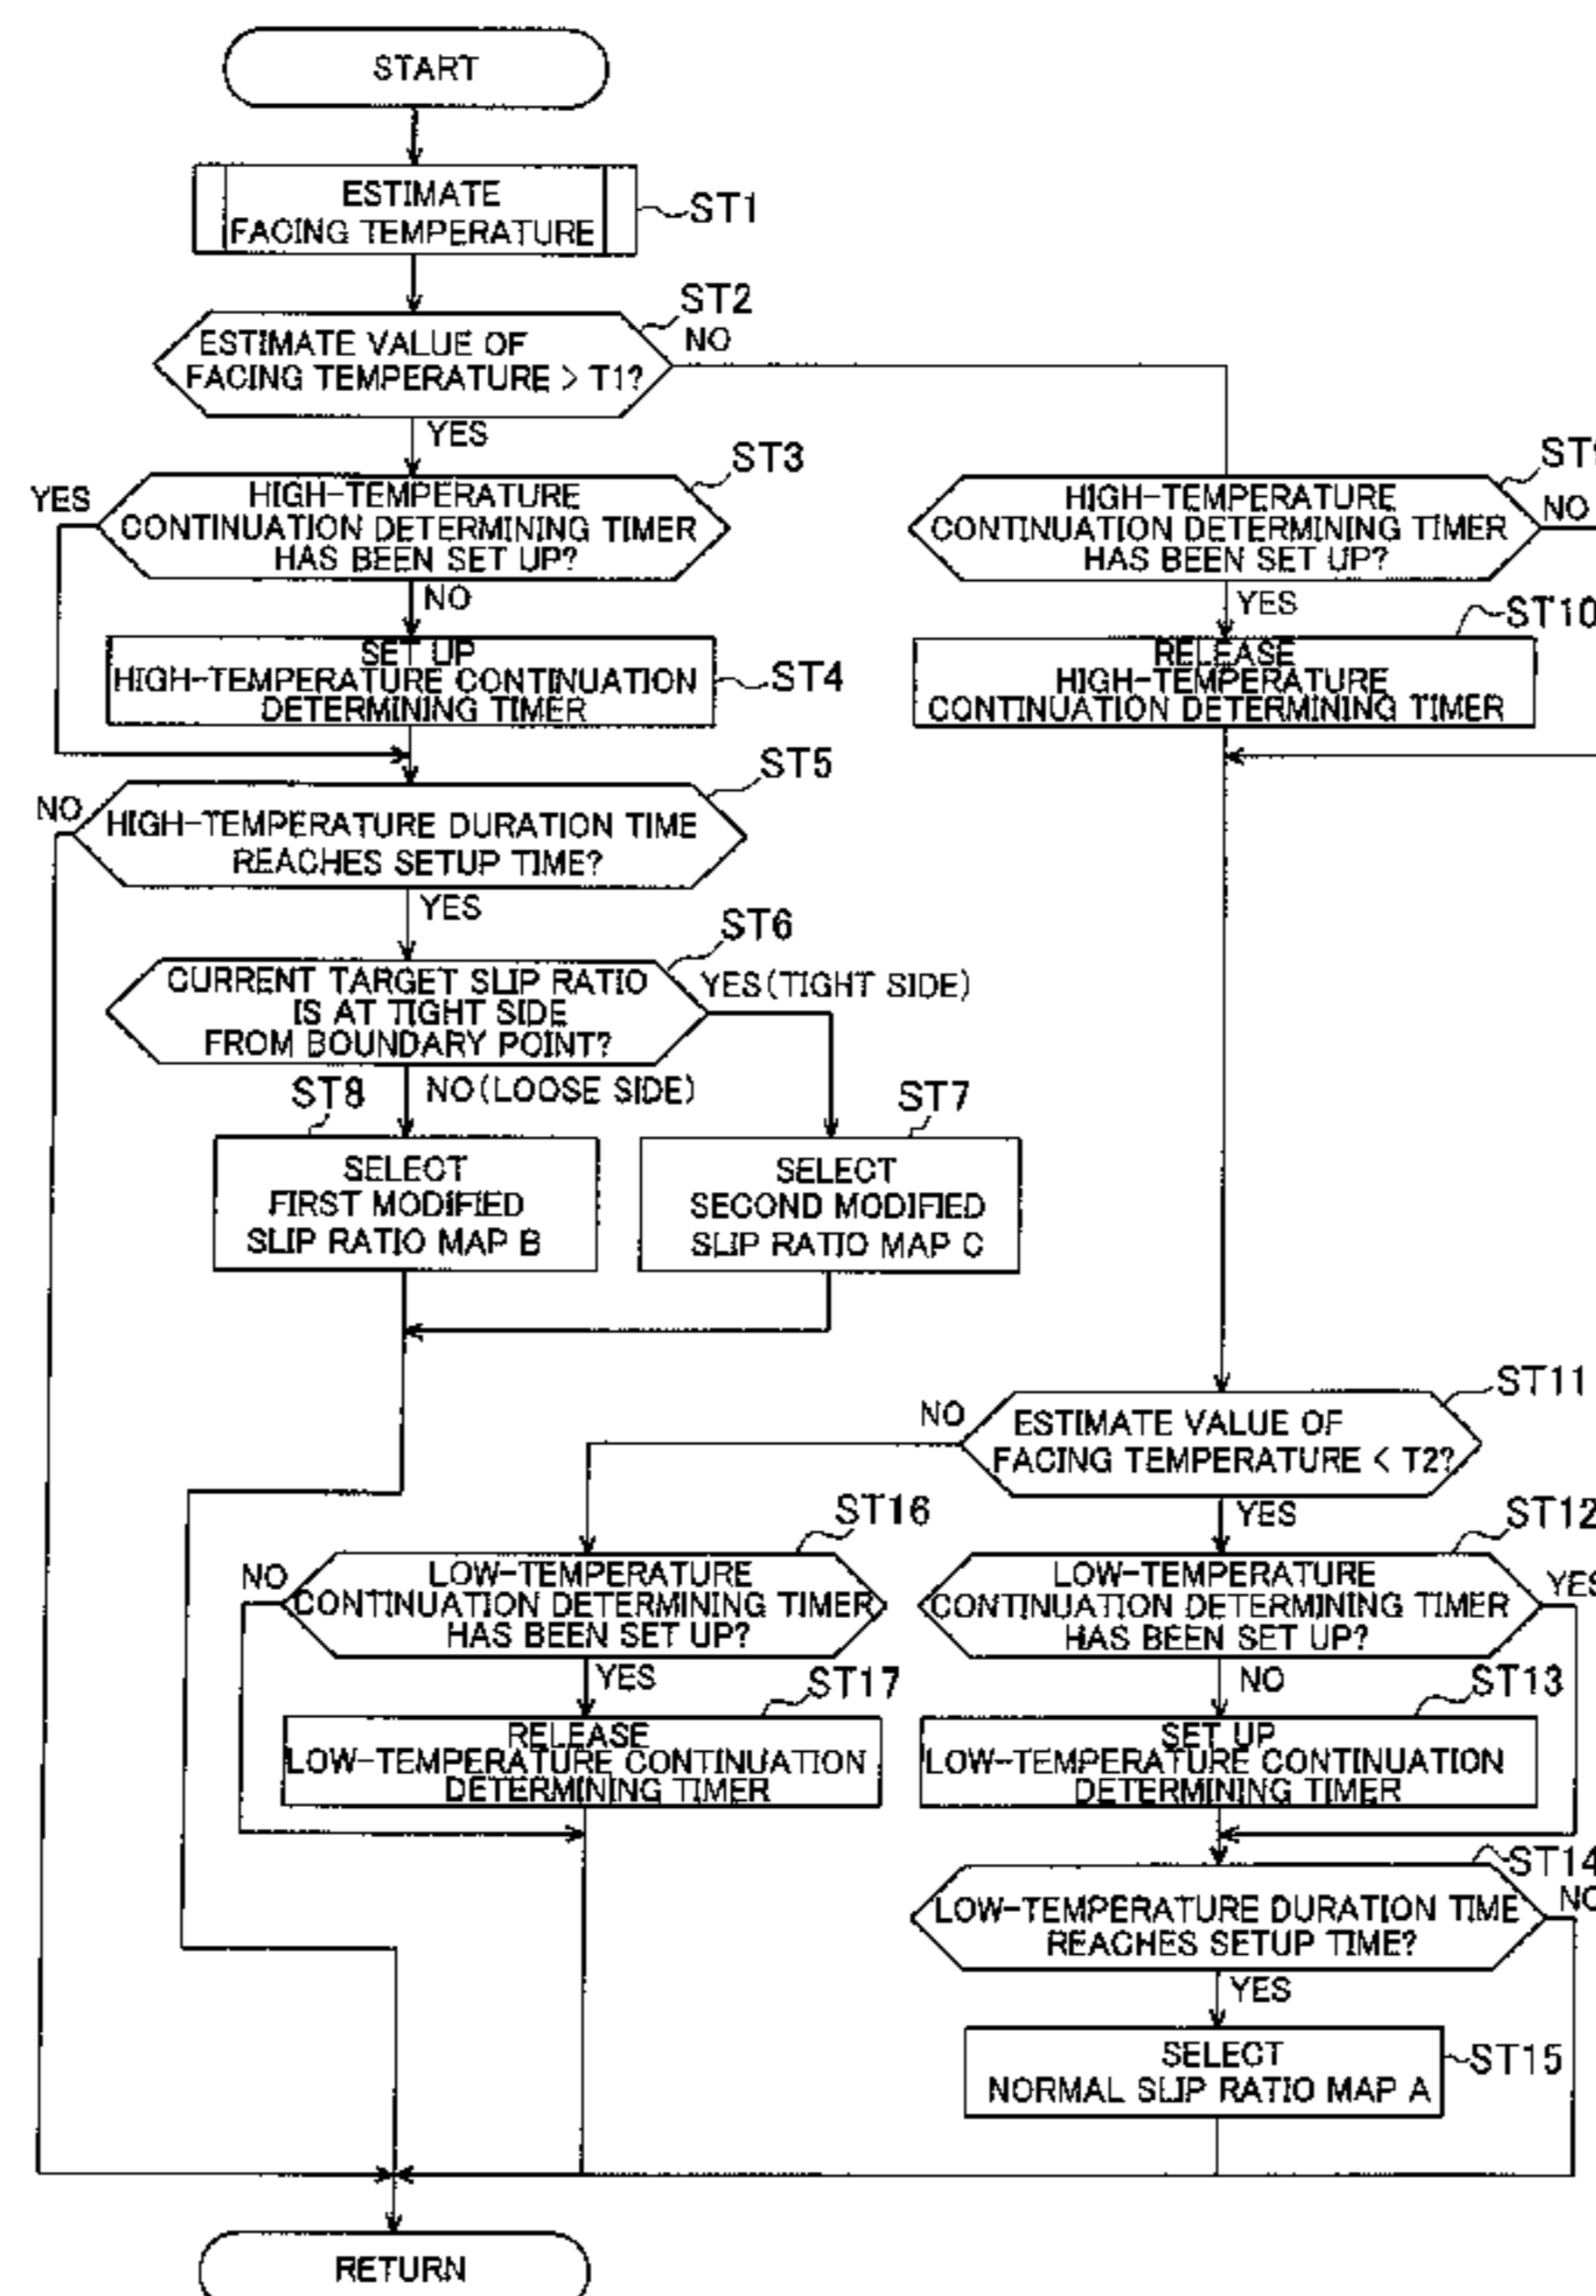 START
ESTIMATE
FACING TEMPERATURE
ST1
ST2
ESTIMATE VALUE OF
FACING TEMPERATURE > T1?
NO
YES
ST3
YES
HIGH-TEMPERATURE
CONTINUATION DETERMINING TIMER
HAS BEEN SET UP?
NO
SET UP
HIGH-TEMPERATURE CONTINUATION
DETERMINING TIMER
ST4
HIGH-TEMPERATURE
CONTINUATION DETERMINING TIMER
HAS BEEN SET UP?
NO
YES
ST10
RELEASE
HIGH-TEMPERATURE
CONTINUATION DETERMINING TIMER
ST5
NO
HIGH-TEMPERATURE DURATION TIME
REACHES SETUP TIME?
YES
ST6
CURRENT TARGET SLIP RATIO
IS AT TIGHT SIDE
FROM BOUNDARY POINT?
YES(TIGHT SIDE)
NO(LOOSE SIDE)
ST8
SELECT
FIRST MODIFIED
SLIP RATIO MAP B
ST7
SELECT
SECOND MODIFIED
SLIP RATIO MAP C
ST11
NO
ESTIMATE VALUE OF
FACING TEMPERATURE < T2?
YES
ST16
NO
LOW-TEMPERATURE
CONTINUATION DETERMINING TIMER
HAS BEEN SET UP?
YES
ST17
RELEASE
LOW-TEMPERATURE CONTINUATION
DETERMINING TIMER
ST12
LOW-TEMPERATURE
CONTINUATION DETERMINING TIMER
HAS BEEN SET UP?
YES
NO
ST13
SET UP
LOW-TEMPERATURE CONTINUATION
DETERMINING TIMER
ST14
LOW-TEMPERATURE DURATION TIME
REACHES SETUP TIME?
NO
YES
SELECT
NORMAL SLIP RATIO MAP A
ST15
RETURN